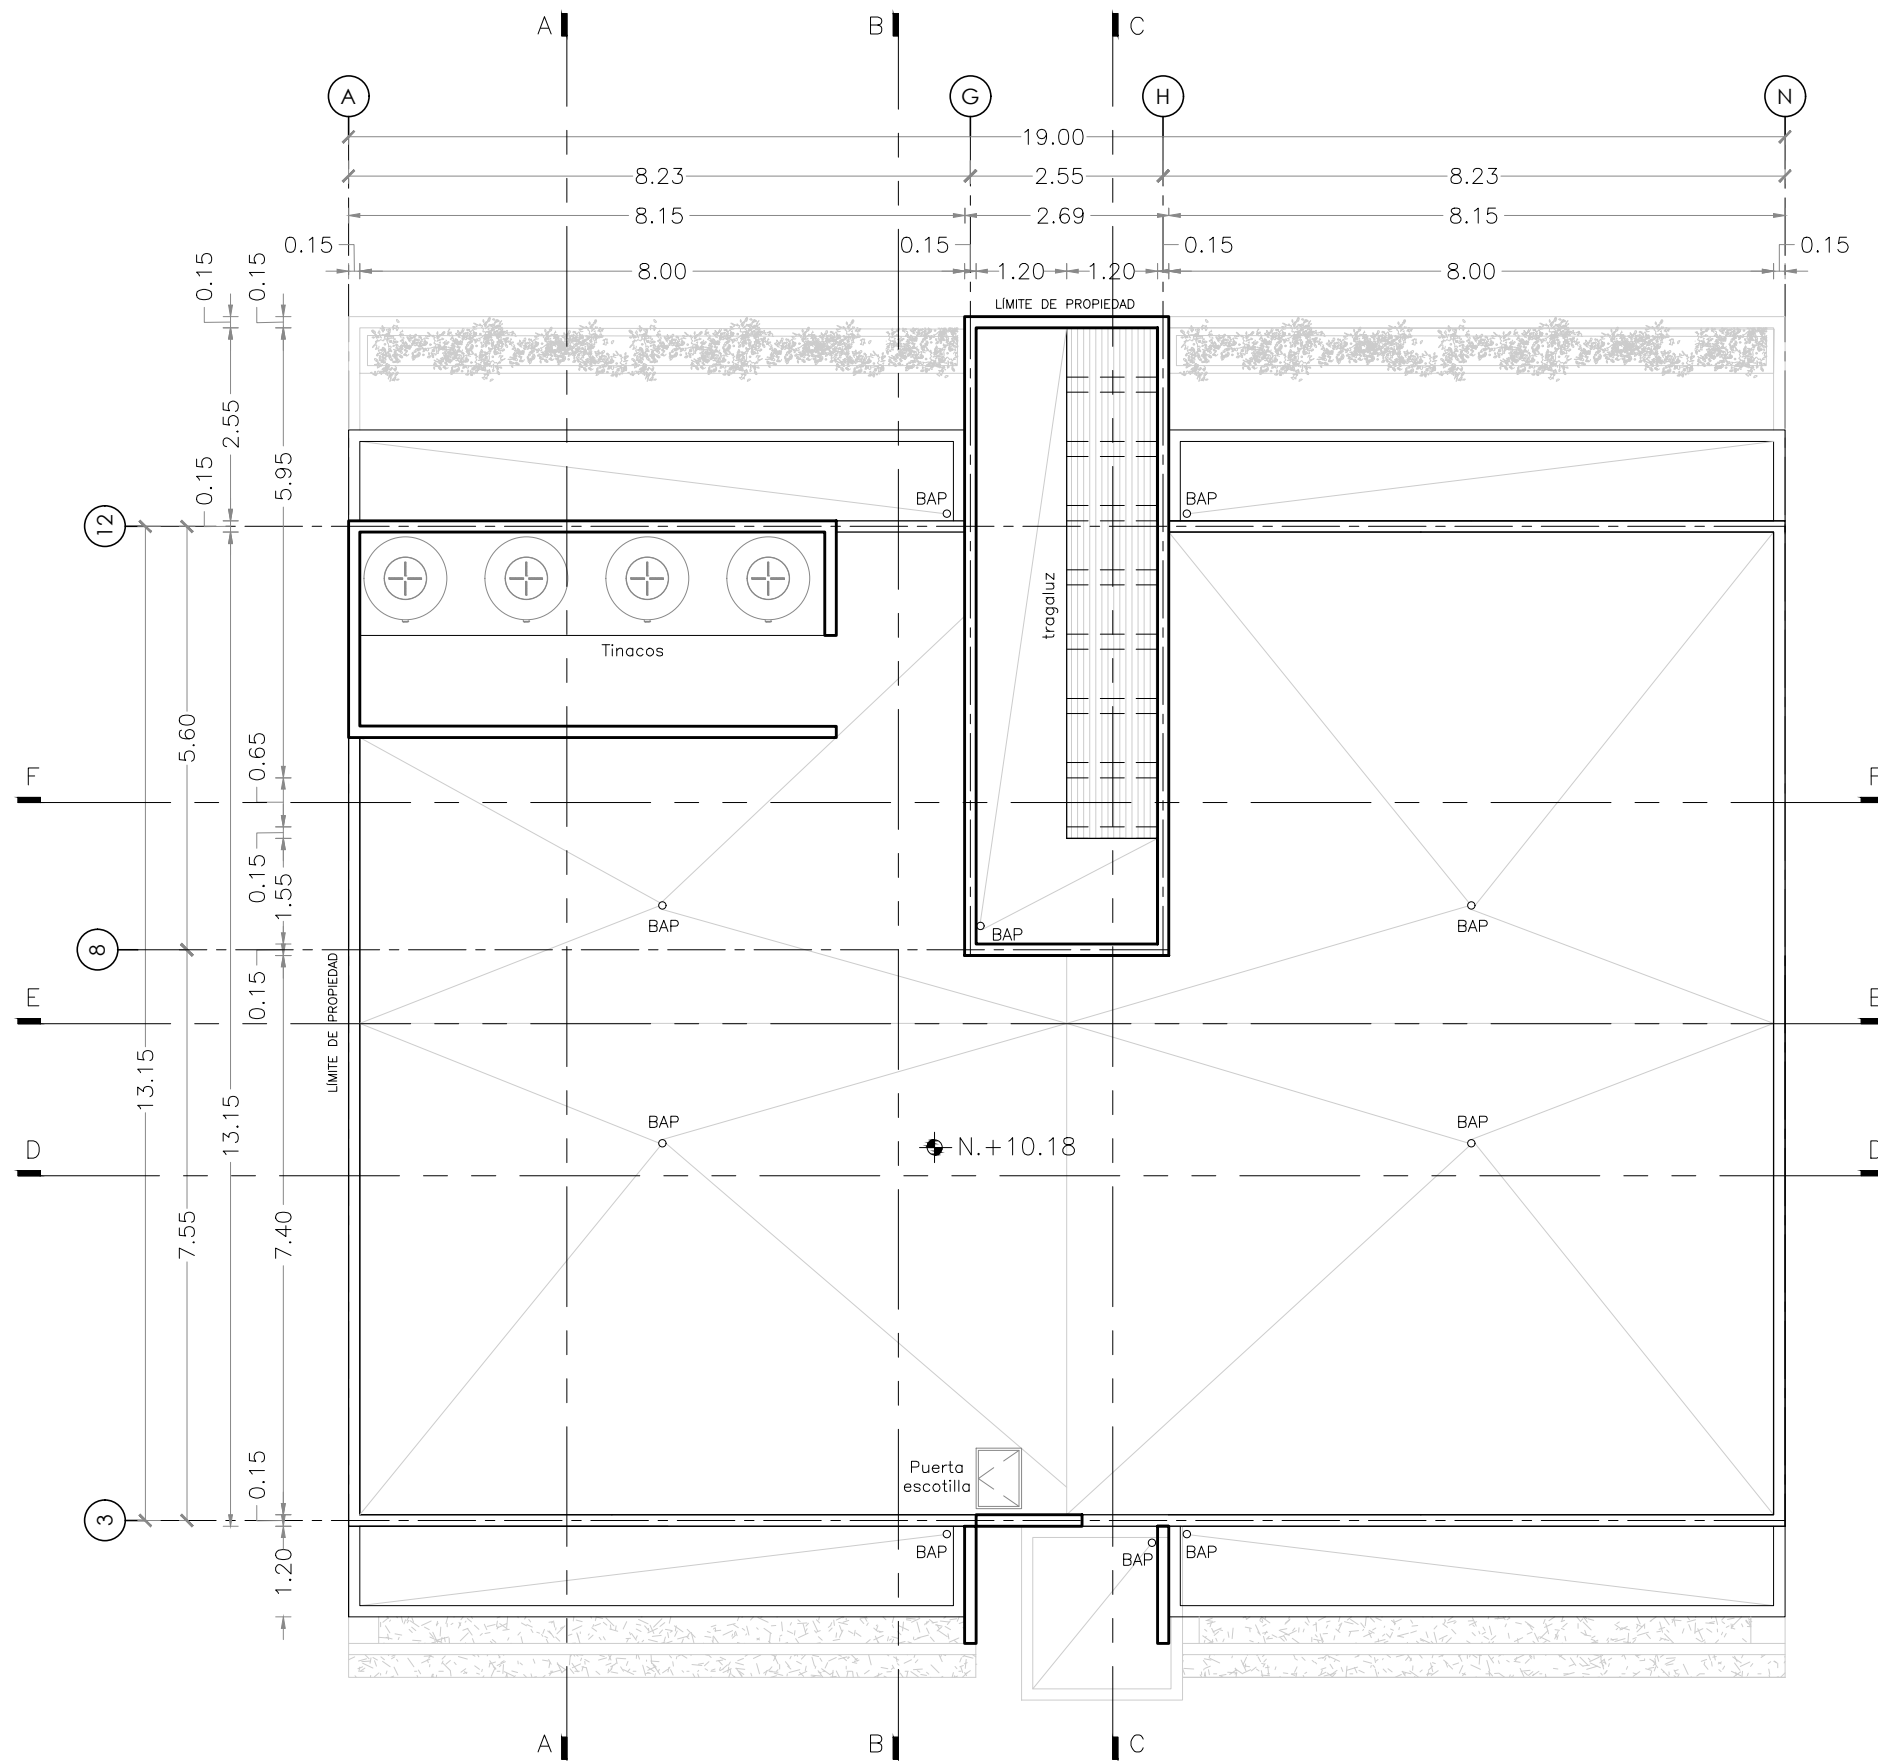 A B C
A G H N
19.00
8.23 2.55 8.23
8.15 2.69 8.15
0.15 0.15 0.15 0.15
8.00 1.20 1.20 8.00
LÍMITE DE PROPIEDAD
0.15 0.15
2.55
5.95
0.15
BAP BAP
12
tragaluz
Tinacos
5.60
0.65
F F
0.15
1.55
BAP BAP BAP
8
LÍMITE DE PROPIEDAD
0.15
E E
13.15
13.15
BAP BAP
D N.+10.18 D
7.55
7.40
0.15
Puerta
escotilla
3
BAP BAP BAP
1.20
A B C